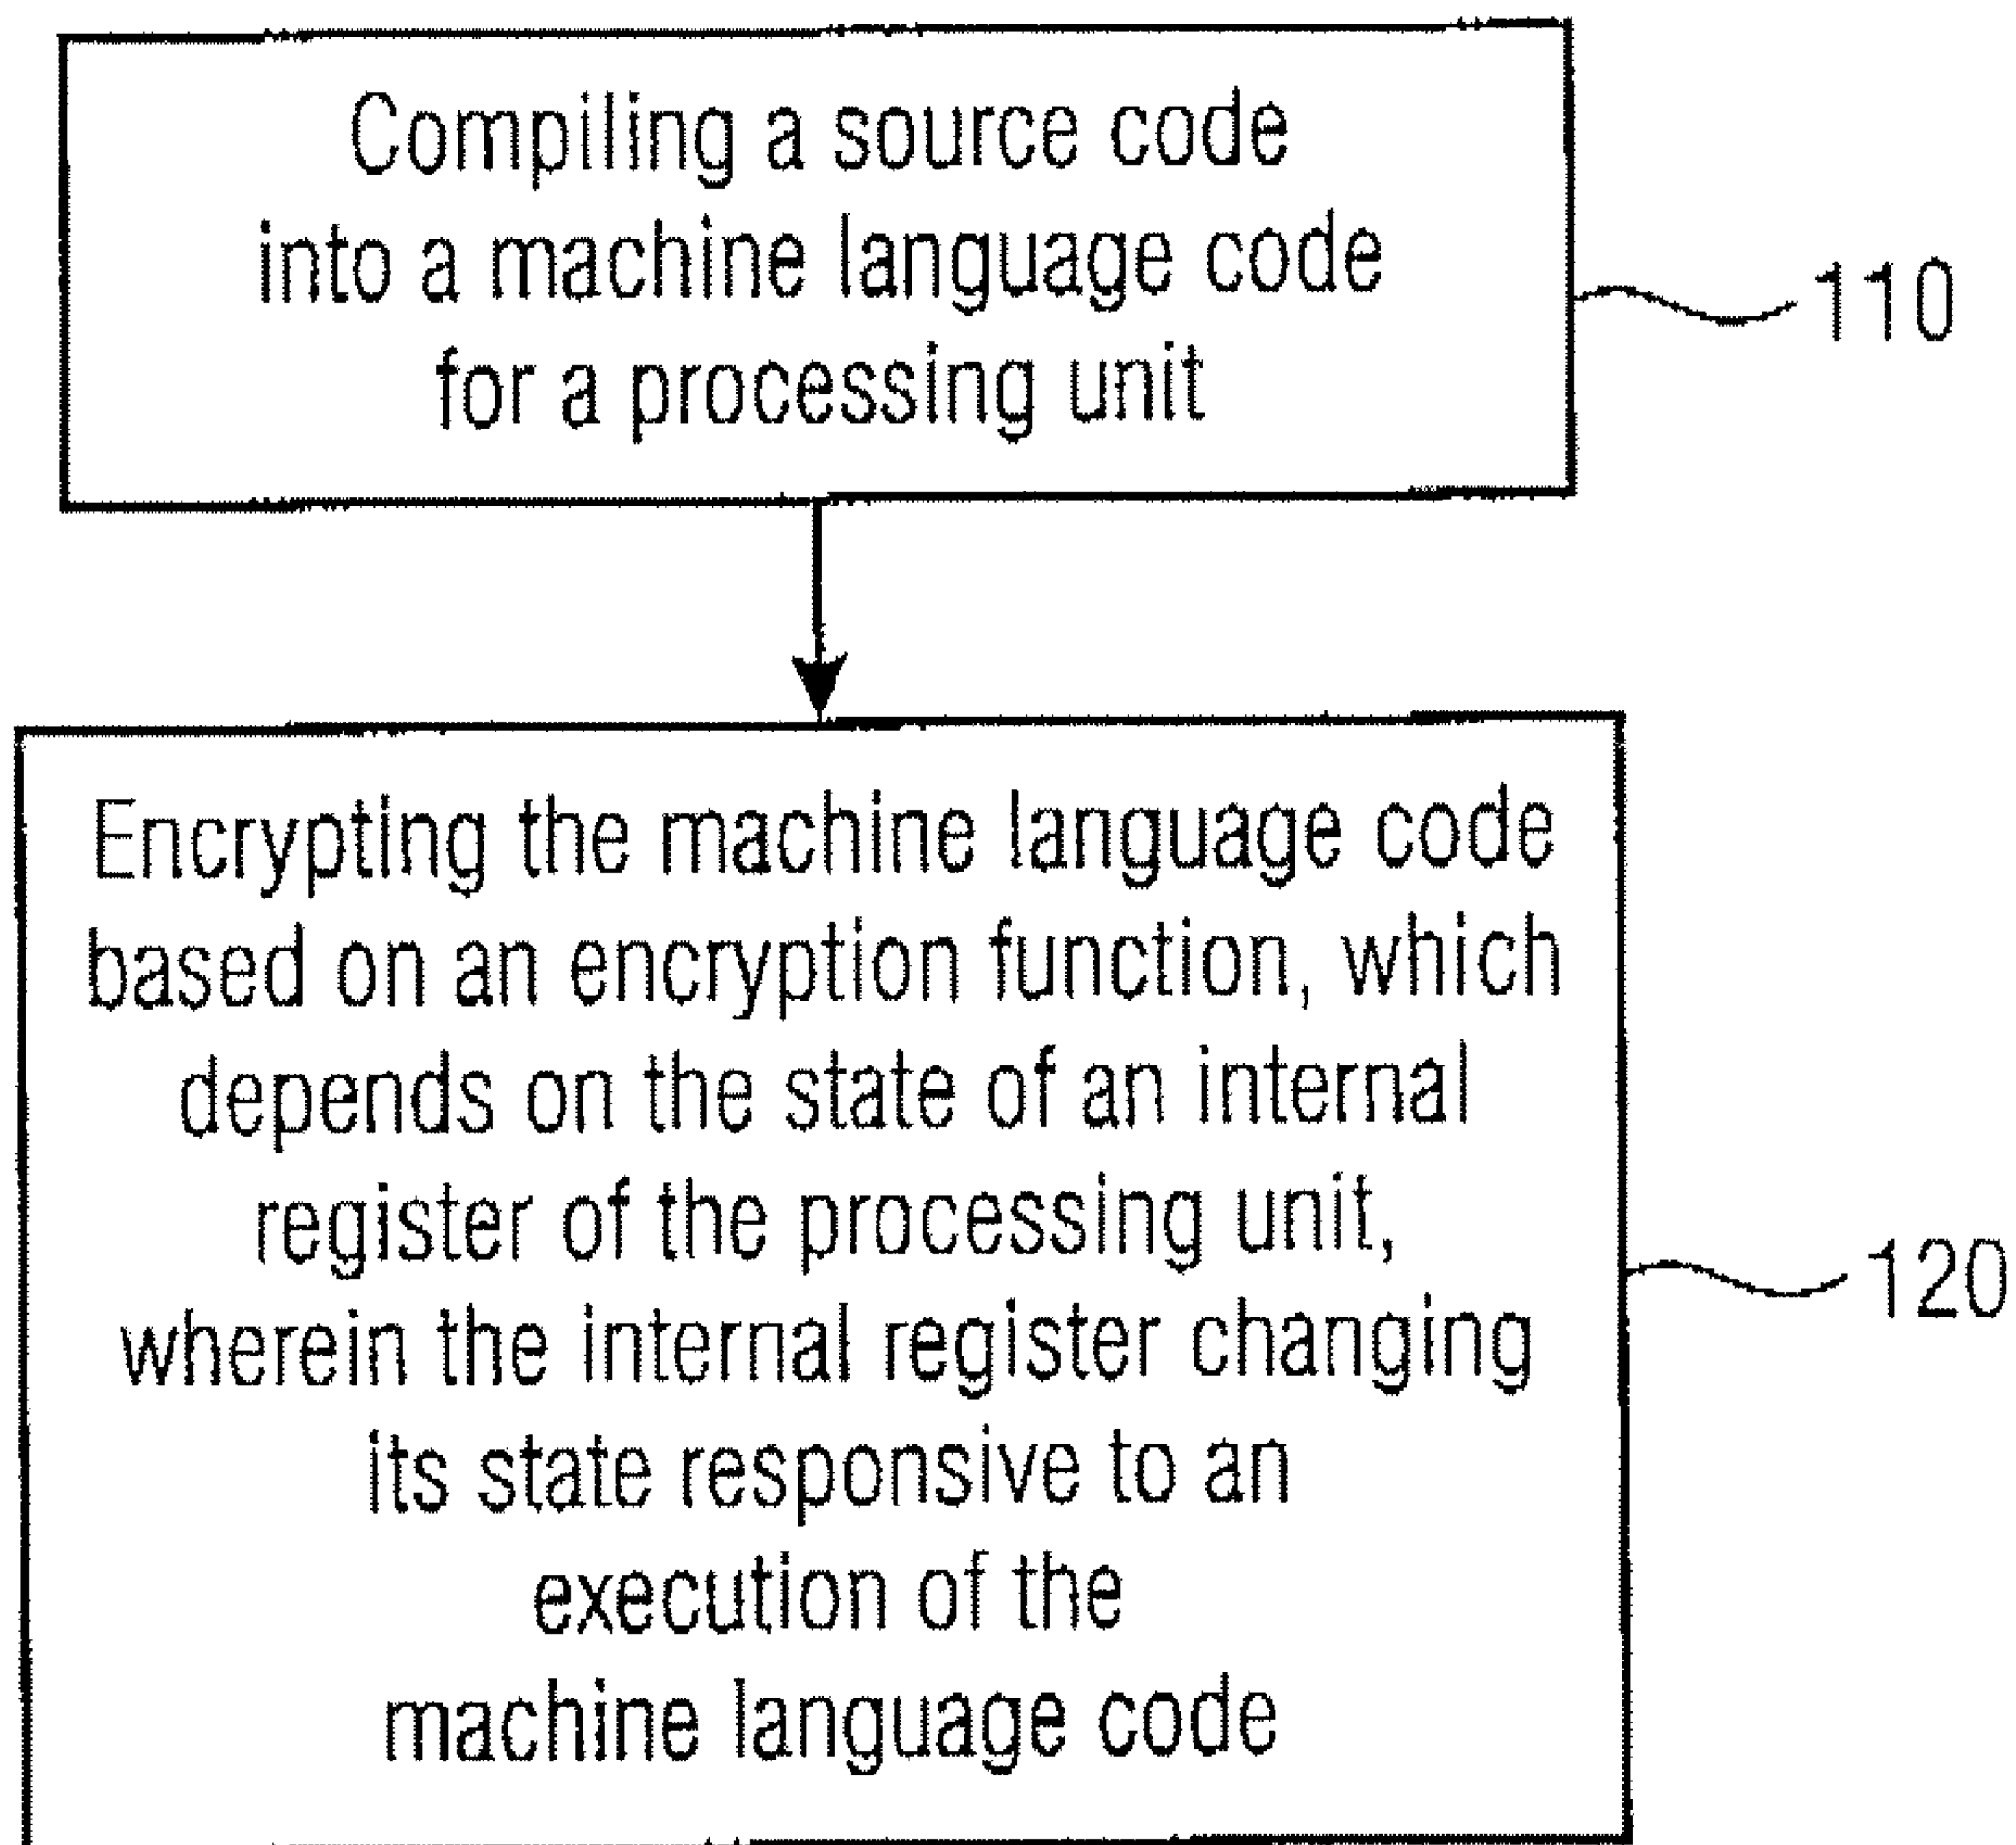 Compiling a source code
into a machine language code
for a processing unit
110
Encrypting the machine language code
based on an encryption function, which
depends on the state of an internal
register of the processing unit,
wherein the internal register changing
its state responsive to an
execution of the
machine language code
120